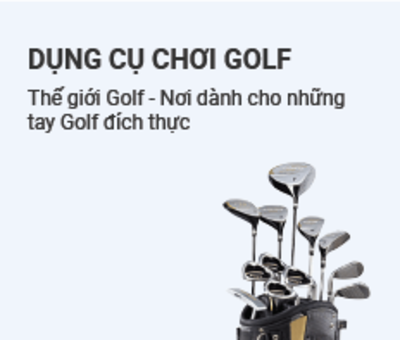 DỤNG CỤ CHƠI GOLF
Thế giới Golf - Nơi dành cho những
tay Golf đích thực